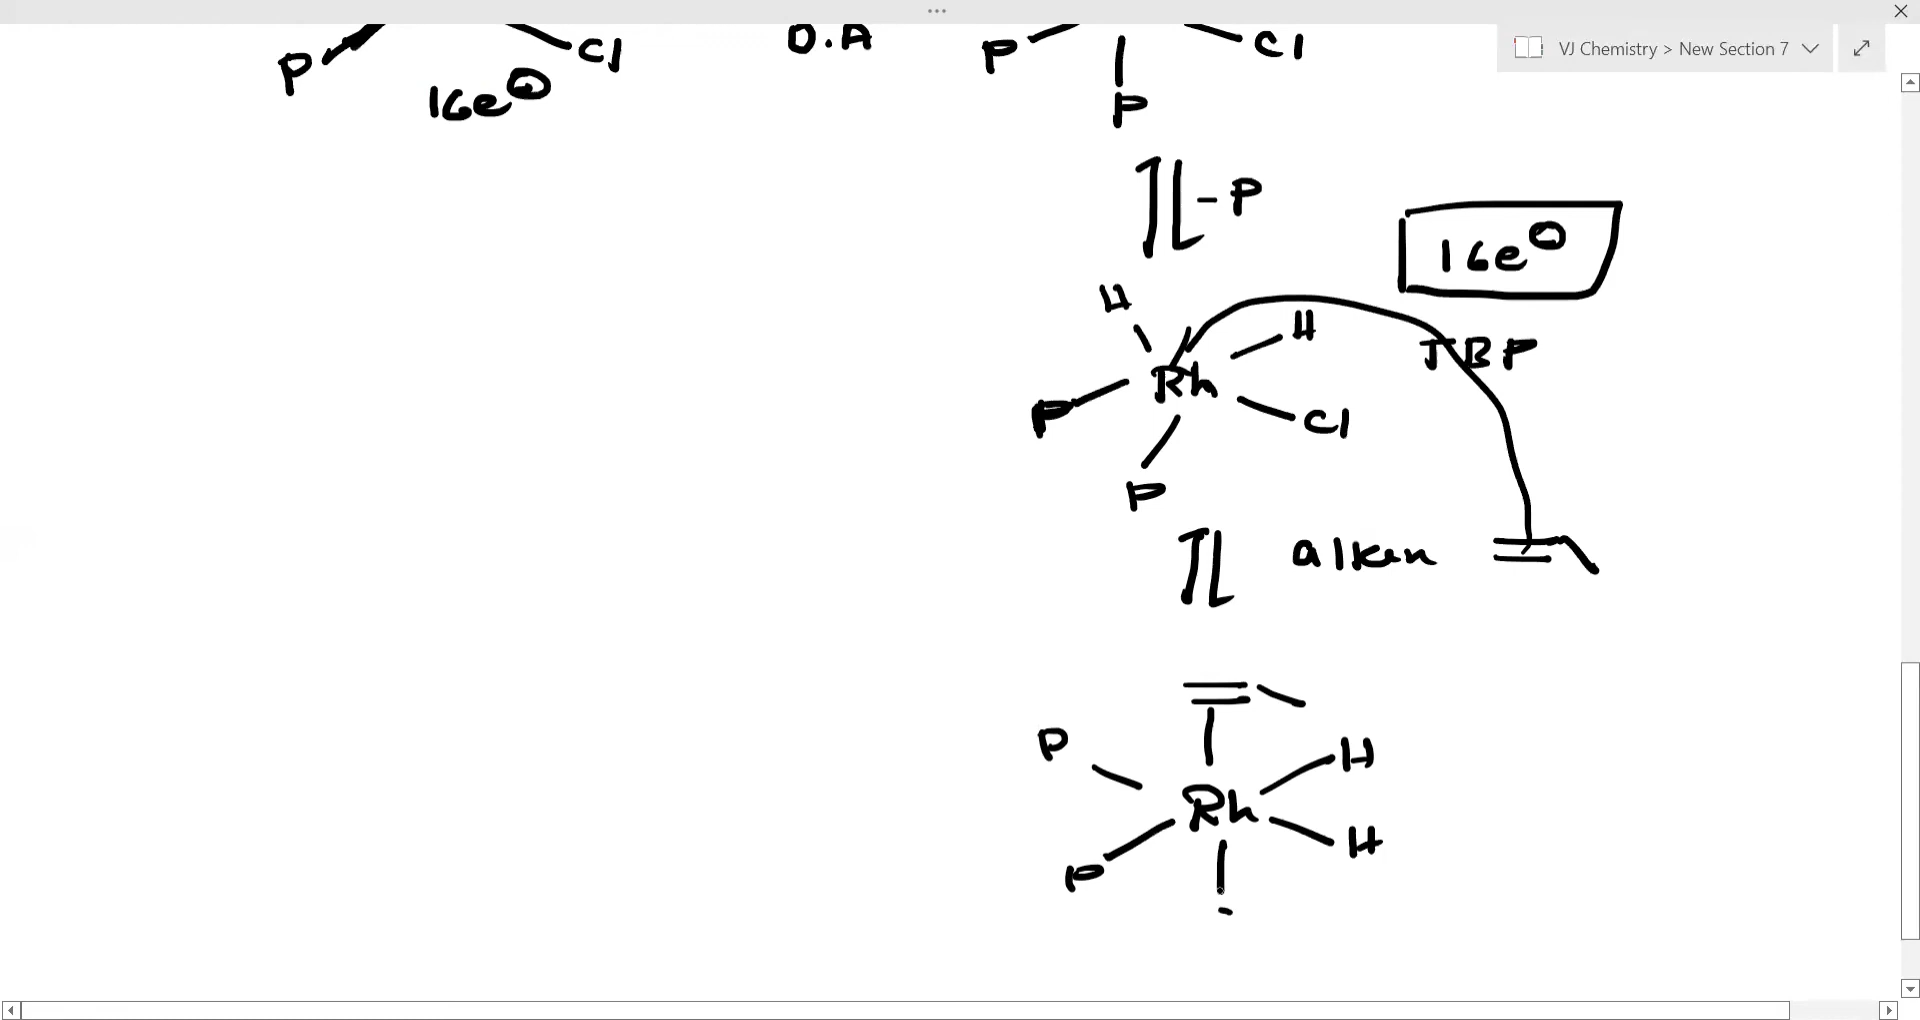 •••
VJ Chemistry > New Section 7
P Cl O.A P Cl
16e⊖ P
-P
16e⊖
H H
TBP
Rh
P Cl
P
alken
P H
Rh
P H